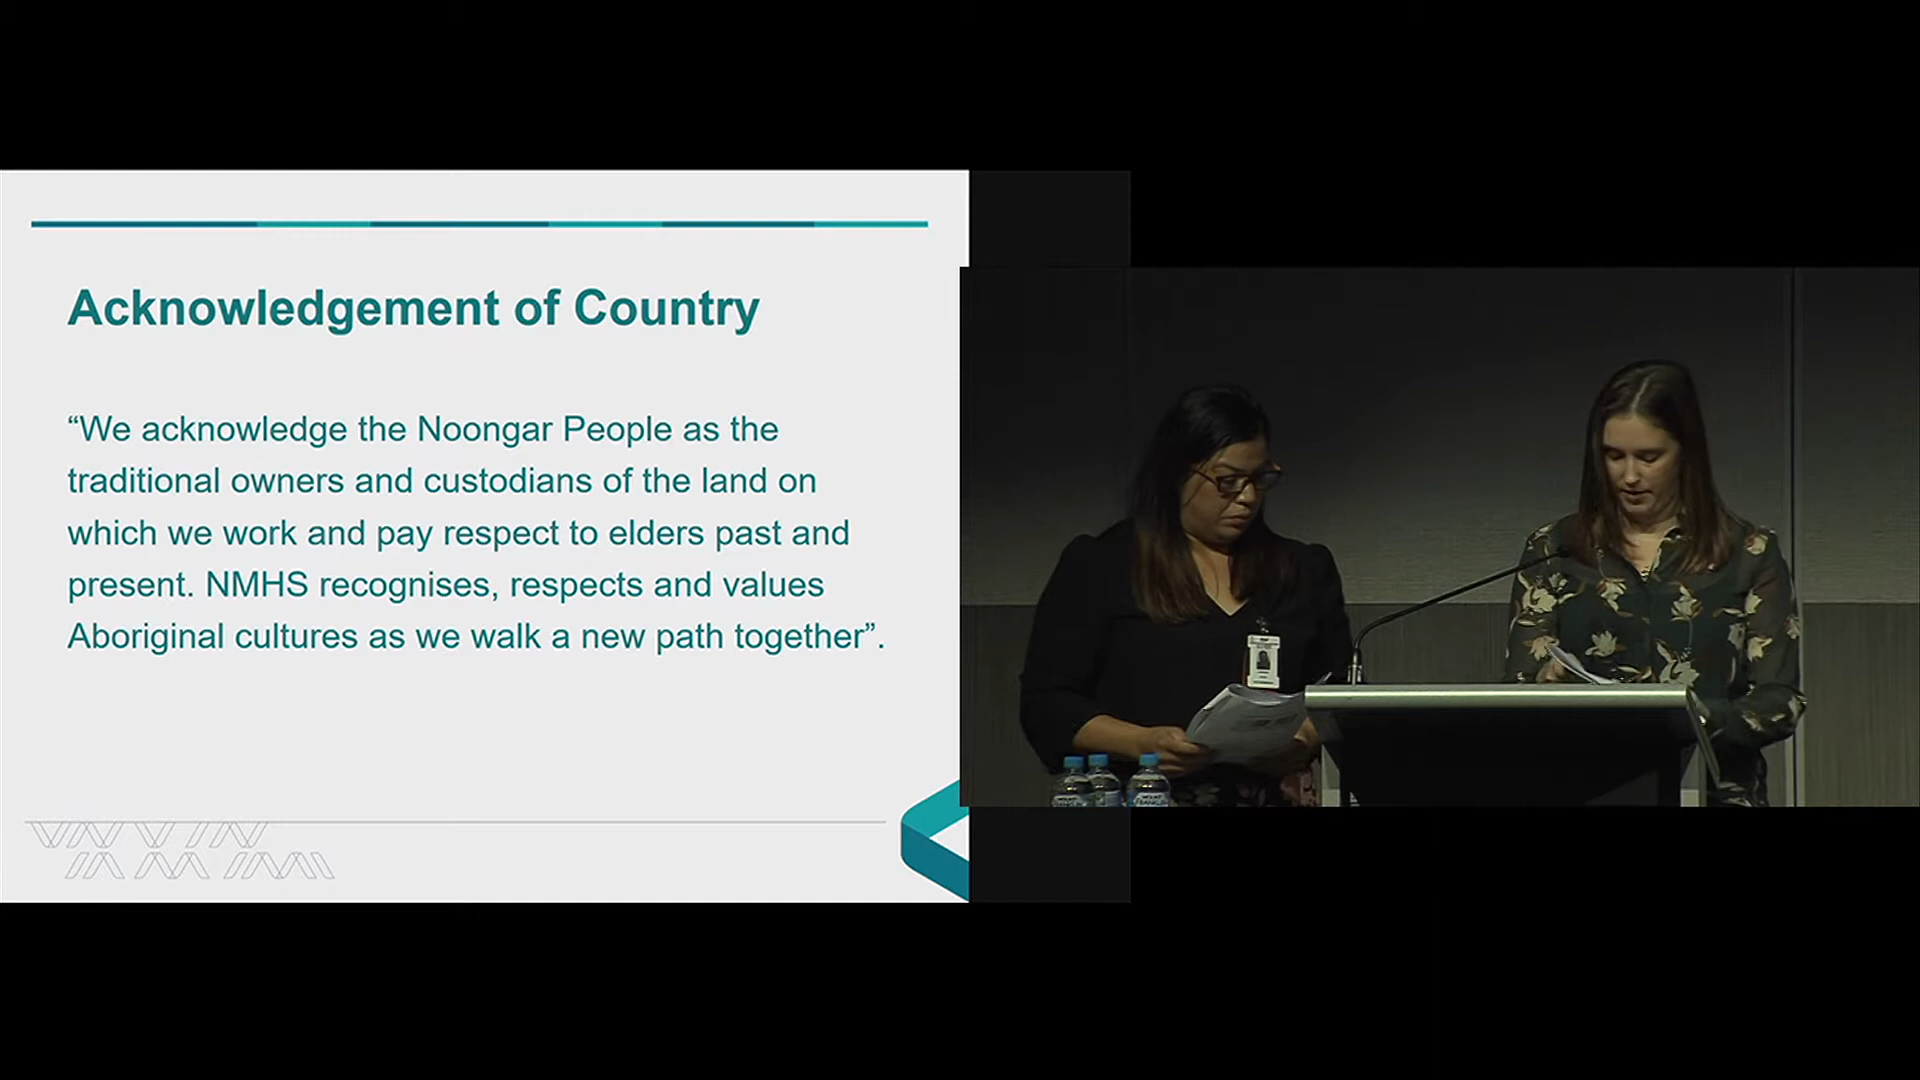 Acknowledgement of Country
“We acknowledge the Noongar People as the
traditional owners and custodians of the land on
which we work and pay respect to elders past and
present. NMHS recognises, respects and values
Aboriginal cultures as we walk a new path together”.